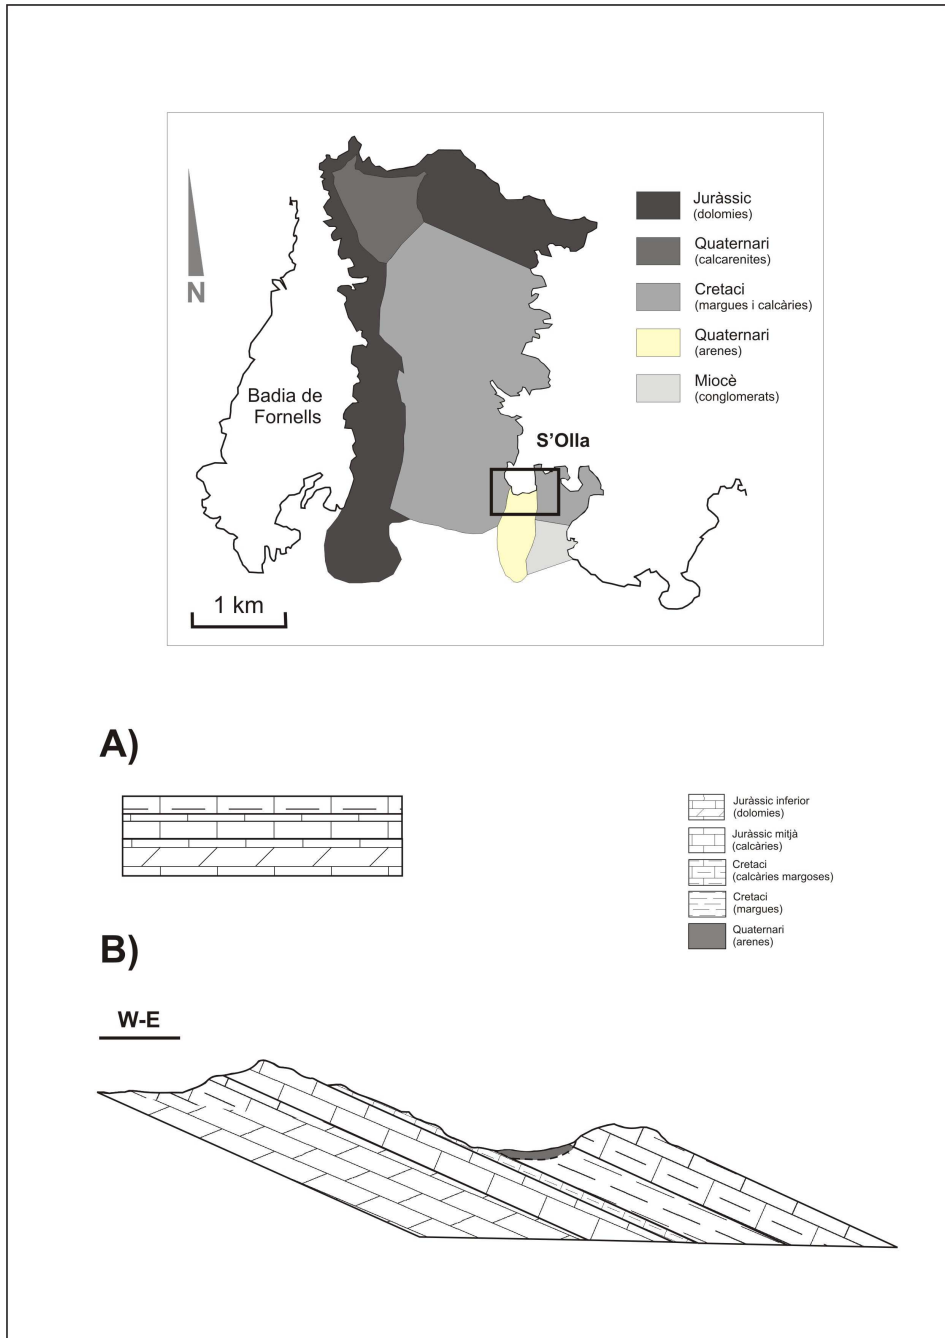 Juràssic
(dolomies)
Quaternari
(calcarenites)
N
Cretaci
(margues i calcàries)
Quaternari
(arenes)
Miocè
(conglomerats)
Badia de
Fornells
S'Olla
1 km
A)
Juràssic inferior
(dolomies)
Juràssic mitjà
(calcàries)
Cretaci
(calcàries margoses)
Cretaci
(margues)
Quaternari
(arenes)
B)
W-E